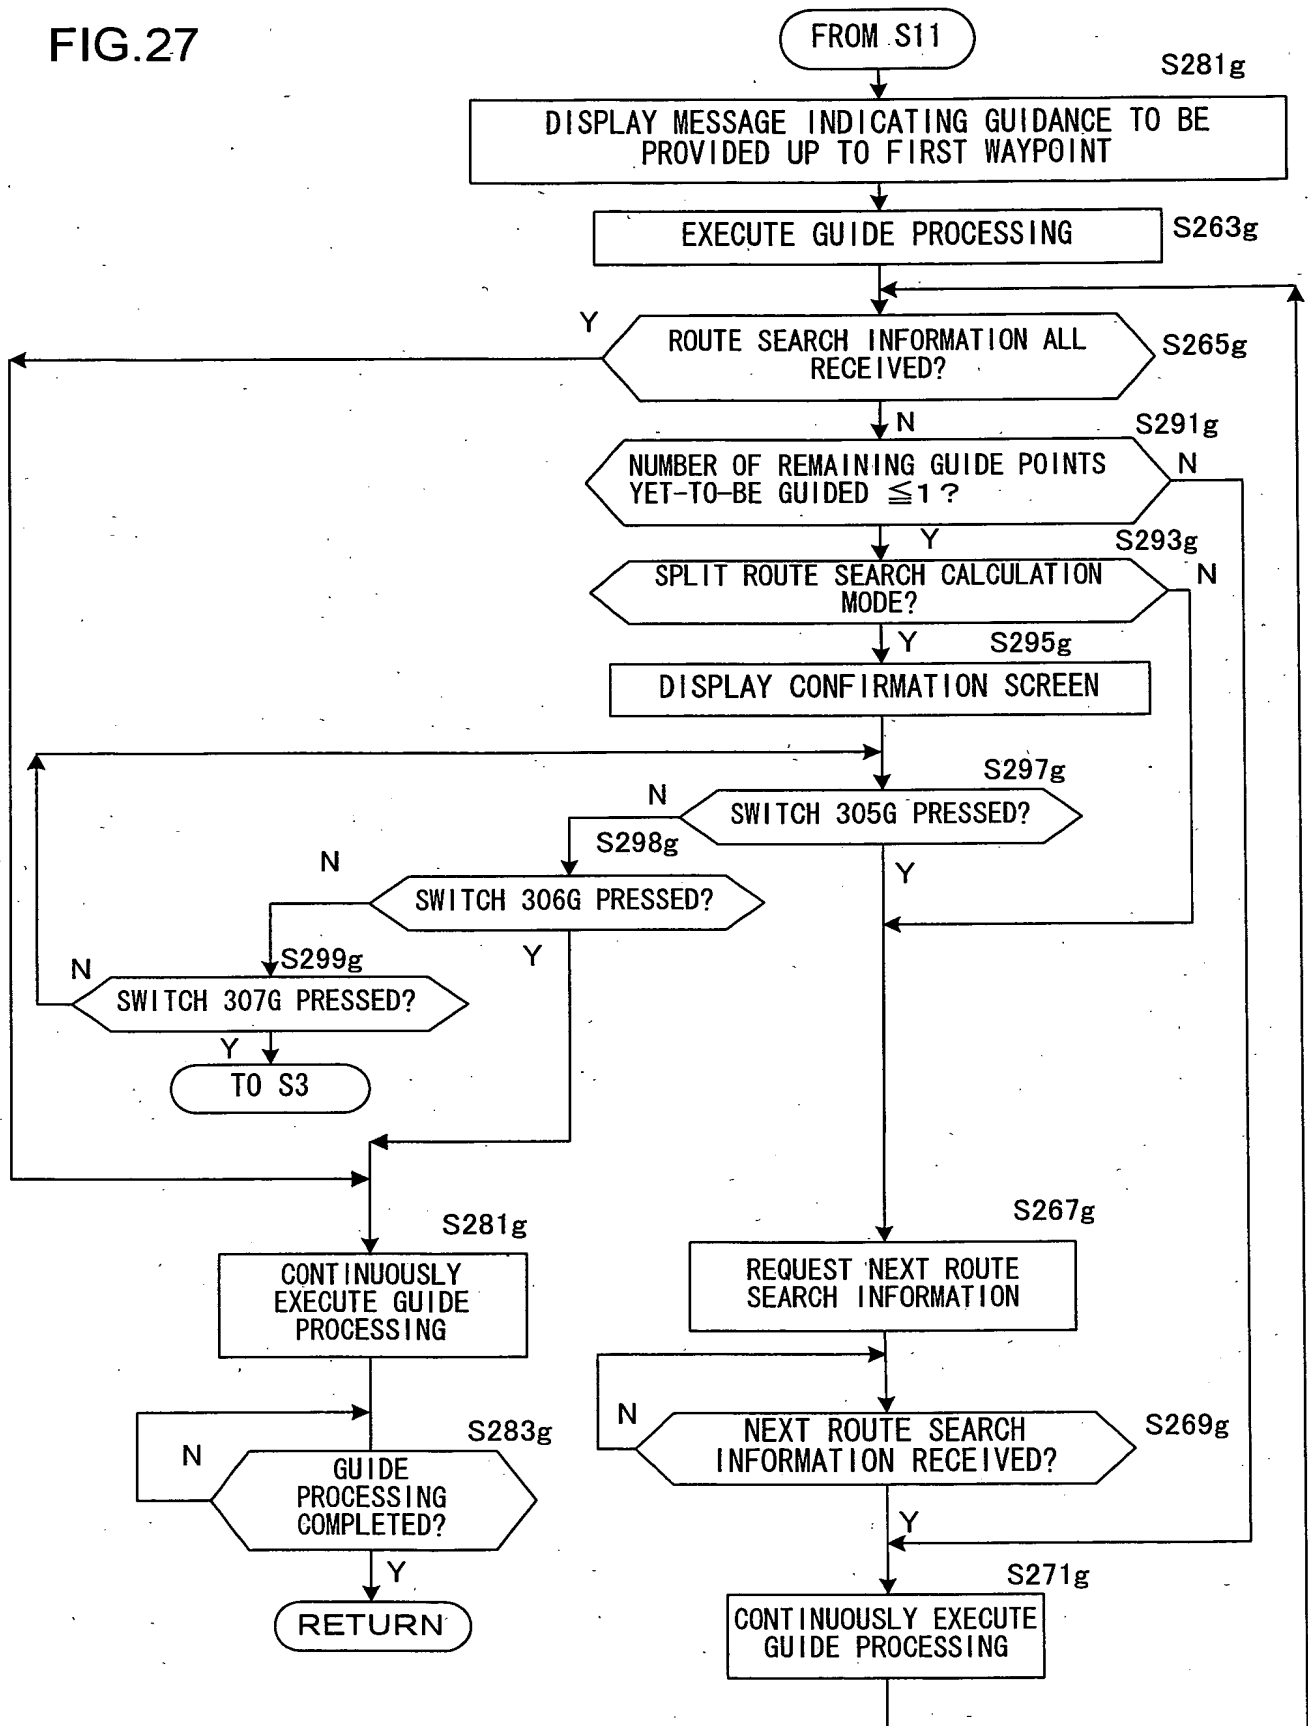 FIG.27
FROM S11
S281g
DISPLAY MESSAGE INDICATING GUIDANCE TO BE
PROVIDED UP TO FIRST WAYPOINT
EXECUTE GUIDE PROCESSING
S263g
Y
ROUTE SEARCH INFORMATION ALL
RECEIVED?
S265g
N
S291g
NUMBER OF REMAINING GUIDE POINTS
YET-TO-BE GUIDED ≦1?
N
Y
S293g
SPLIT ROUTE SEARCH CALCULATION
MODE?
N
Y
S295g
DISPLAY CONFIRMATION SCREEN
S297g
N
SWITCH 305G PRESSED?
Y
S298g
N
SWITCH 306G PRESSED?
Y
S299g
N
SWITCH 307G PRESSED?
Y
TO S3
S281g
CONTINUOUSLY
EXECUTE GUIDE
PROCESSING
S267g
REQUEST NEXT ROUTE
SEARCH INFORMATION
S283g
N
GUIDE
PROCESSING
COMPLETED?
Y
RETURN
N
NEXT ROUTE SEARCH
INFORMATION RECEIVED?
S269g
Y
S271g
CONTINUOUSLY EXECUTE
GUIDE PROCESSING